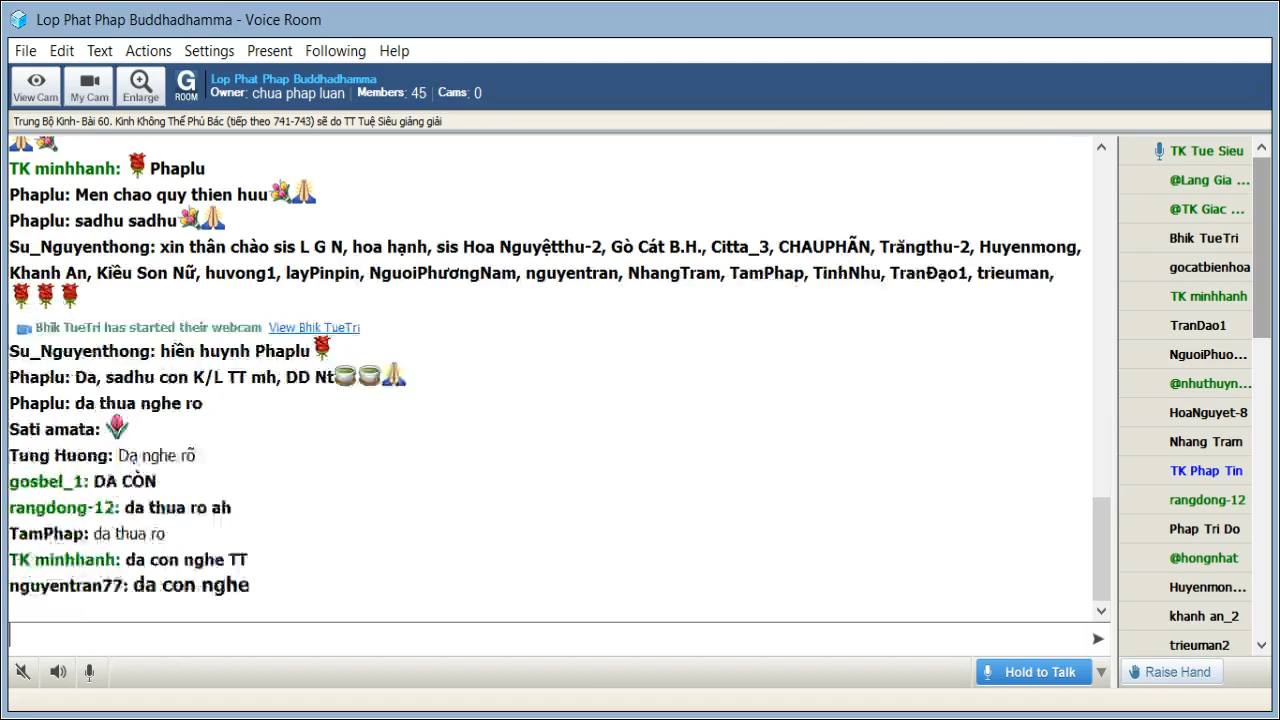 Lop Phat Phap Buddhadhamma - Voice Room
File Edit Text Actions Settings Present Following Help
View Cam My Cam Enlarge G ROOM
Lop Phat Phap Buddhadhamma
Owner: chua phap luan Members: 45 Cams: 0
Trung Bộ Kinh- Bài 60. Kinh Không Thể Phủ Bác (tiếp theo 741-743) sẽ do TT Tuệ Siêu giảng giải
TK minhhanh: Phaplu
Phaplu: Men chao quy thien huu
Phaplu: sadhu sadhu
Su_Nguyenthong: xin thân chào sis L G N, hoa hạnh, sis Hoa Nguyệtthu-2, Gò Cát B.H., Citta_3, CHAUPHÃN, Trăngthu-2, Huyenmong,
Khanh An, Kiều Son Nữ, huvong1, layPinpin, NguoiPhươngNam, nguyentran, NhangTram, TamPhap, TinhNhu, TranĐạo1, trieuman,
Bhik TueTri has started their webcam View Bhik TueTri
Su_Nguyenthong: hiền huynh Phaplu
Phaplu: Da, sadhu con K/L TT mh, DD Nt
Phaplu: da thua nghe ro
Sati amata:
Tung Huong: Dạ nghe rõ
gosbel_1: DA CÒN
rangdong-12: da thua ro ah
TamPhap: da thua ro
TK minhhanh: da con nghe TT
nguyentran77: da con nghe
TK Tue Sieu
@Lang Gia ...
@TK Giac ...
Bhik TueTri
gocatbienhoa
TK minhhanh
TranDao1
NguoiPhuo...
@nhuthuyn...
HoaNguyet-8
Nhang Tram
TK Phap Tin
rangdong-12
Phap Tri Do
@hongnhat
Huyenmon...
khanh an_2
trieuman2
Hold to Talk
Raise Hand